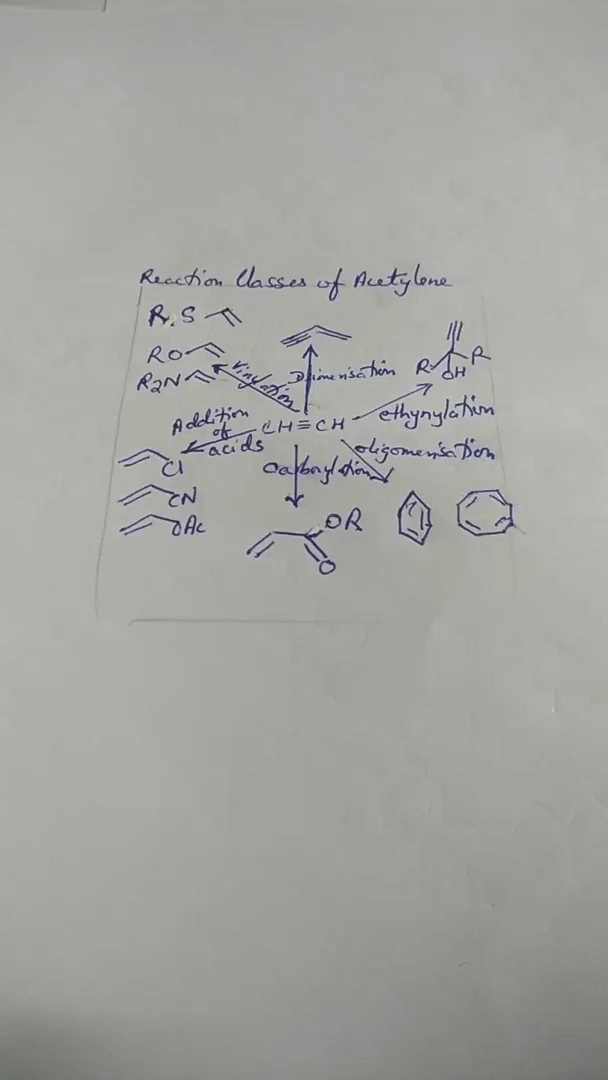 Reaction Classes of Acetylene
R.S
RO
R2N
Vinylation
Dimerisation
R
R
OH
Addition
of
acids
CH≡CH
ethynylation
oligomerisation
Carbonylation
Cl
CN
OAc
OR
O